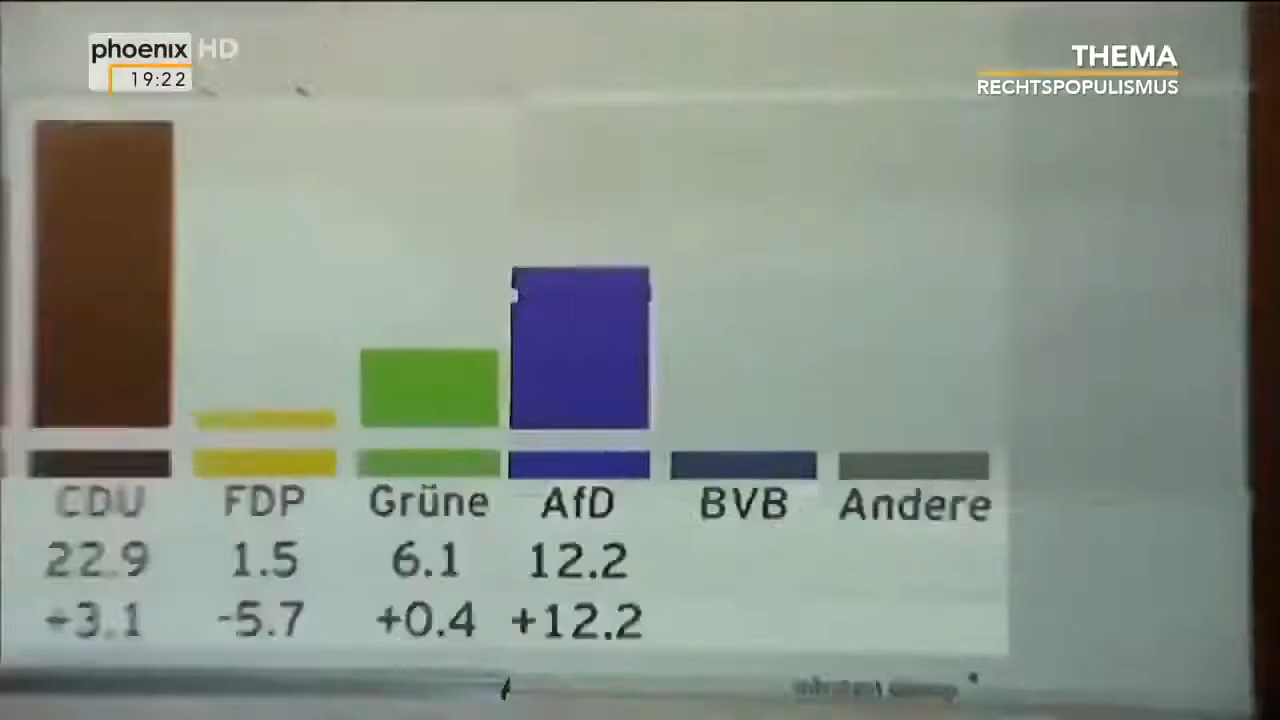 phoenix HD
19:22
THEMA
RECHTSPOPULISMUS
CDU FDP Grüne AfD BVB Andere
22.9 1.5 6.1 12.2
+3.1 -5.7 +0.4 +12.2